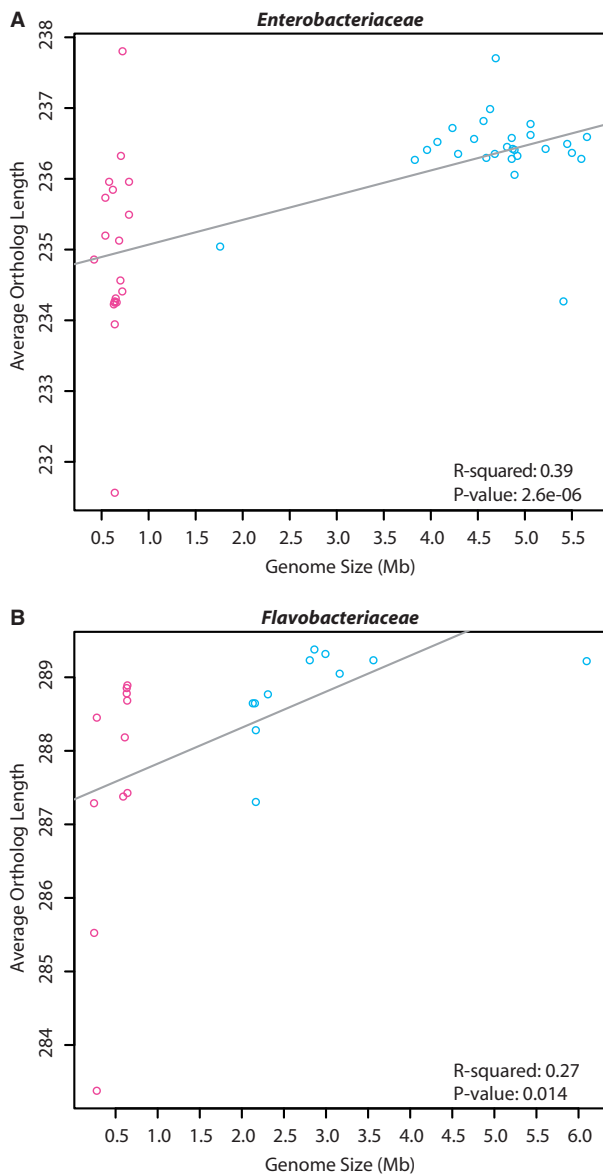 A
Enterobacteriaceae
238
237
236
235
234
233
232
Average Ortholog Length
R-squared: 0.39
P-value: 2.6e-06
0.5 1.0 1.5 2.0 2.5 3.0 3.5 4.0 4.5 5.0 5.5
Genome Size (Mb)
B
Flavobacteriaceae
289
288
287
286
285
284
Average Ortholog Length
R-squared: 0.27
P-value: 0.014
0.5 1.0 1.5 2.0 2.5 3.0 3.5 4.0 4.5 5.0 5.5 6.0
Genome Size (Mb)